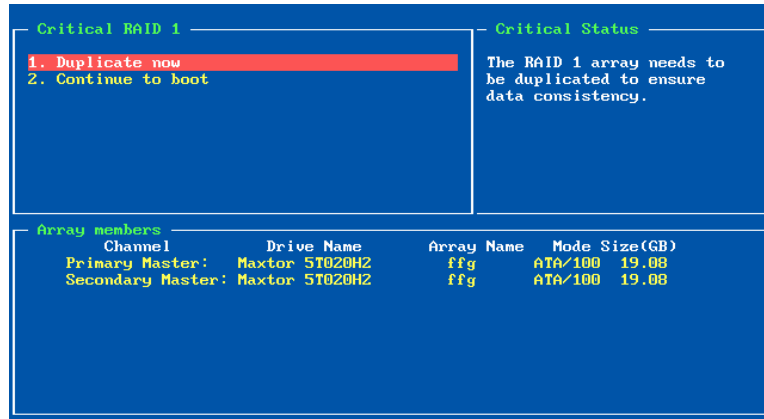 Critical RAID 1
1. Duplicate now
2. Continue to boot
Critical Status
The RAID 1 array needs to
be duplicated to ensure
data consistency.
Array members
Channel Drive Name Array Name Mode Size(GB)
Primary Master: Maxtor 5T020H2 ffg ATA/100 19.08
Secondary Master: Maxtor 5T020H2 ffg ATA/100 19.08